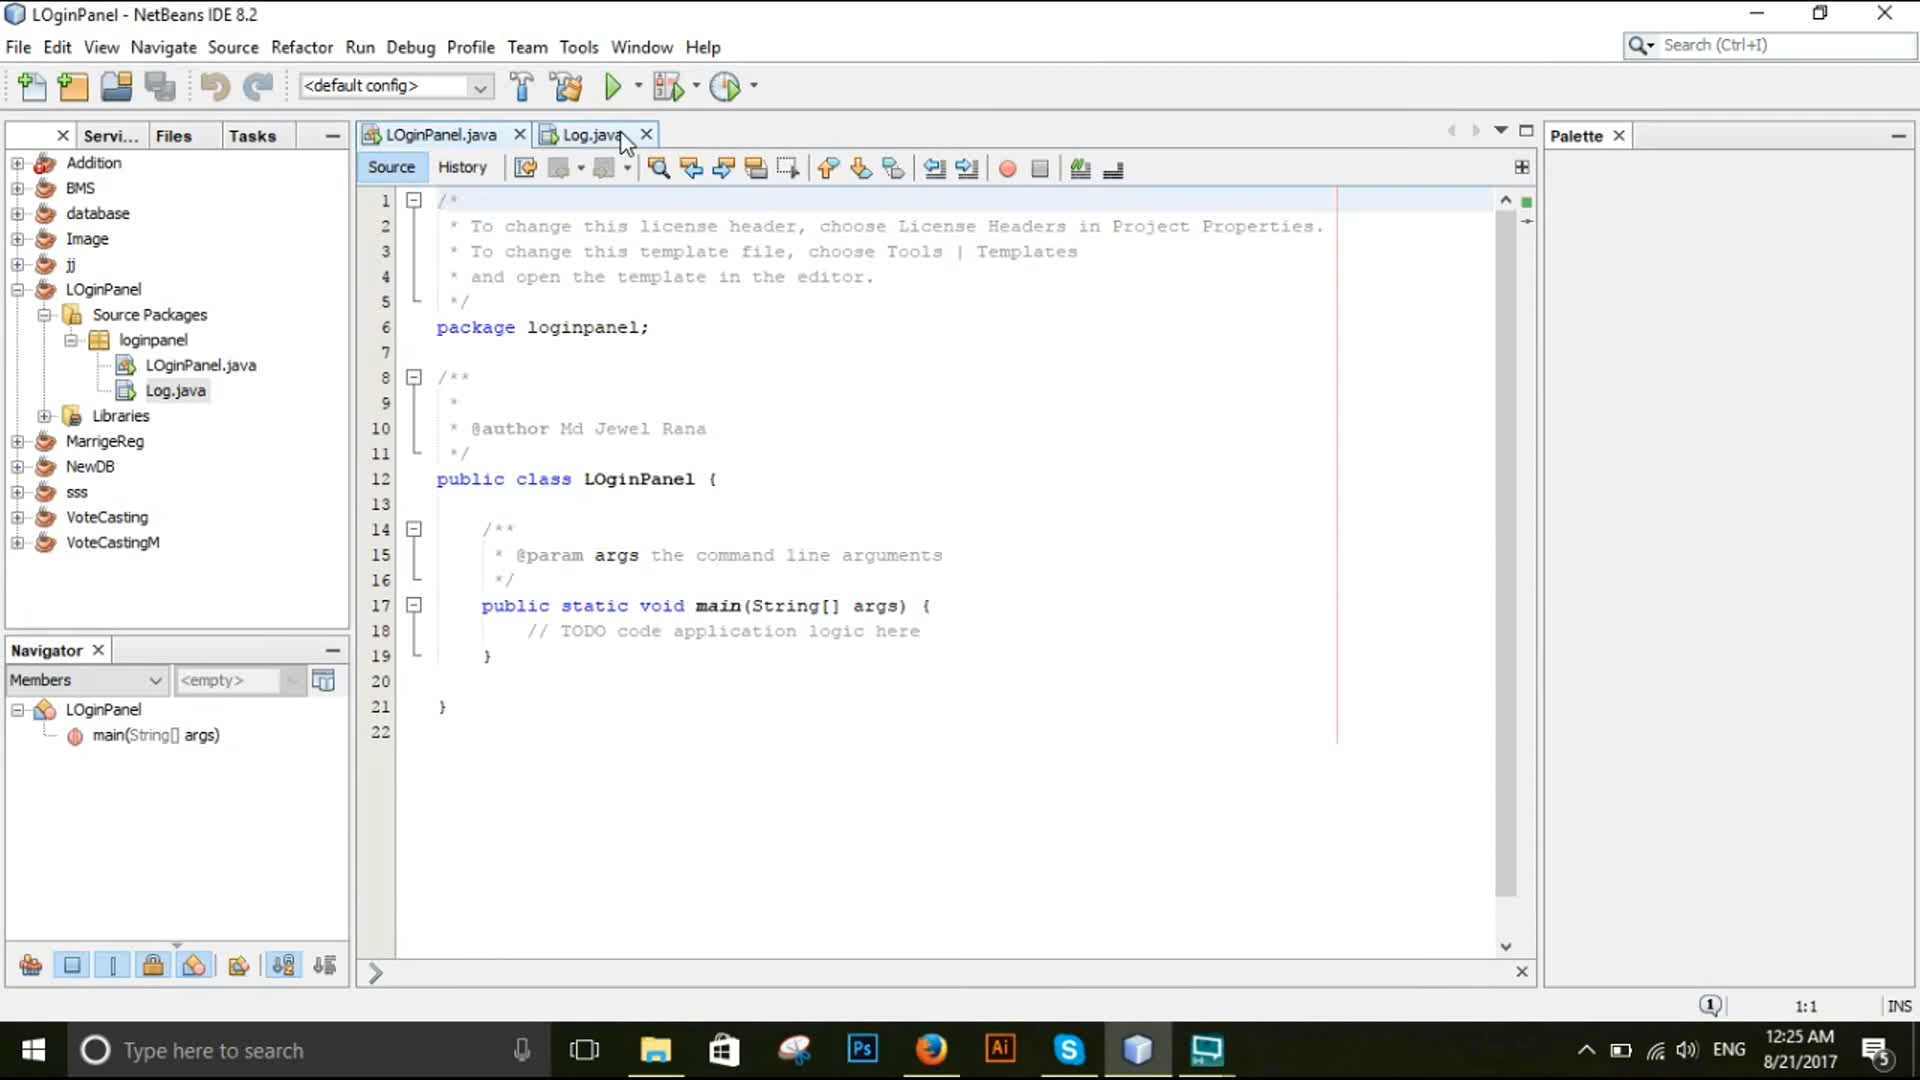 LOginPanel - NetBeans IDE 8.2
File Edit View Navigate Source Refactor Run Debug Profile Team Tools Window Help
Search (Ctrl+I)
<default config>
Servi... Files Tasks
LOginPanel.java Log.java
Palette
Source History
Addition
BMS
database
Image
jj
LOginPanel
Source Packages
loginpanel
LOginPanel.java
Log.java
Libraries
MarrigeReg
NewDB
sss
VoteCasting
VoteCastingM
1 /*
2 * To change this license header, choose License Headers in Project Properties.
3 * To change this template file, choose Tools | Templates
4 * and open the template in the editor.
5 */
6 package loginpanel;
7
8 /**
9 *
10 * @author Md Jewel Rana
11 */
12 public class LOginPanel {
13
14 /**
15 * @param args the command line arguments
16 */
17 public static void main(String[] args) {
18 // TODO code application logic here
19 }
20
21 }
22
Navigator
Members <empty>
LOginPanel
main(String[] args)
1 1:1 INS
Type here to search
Ps
Ai
S
ENG
12:25 AM
8/21/2017
5